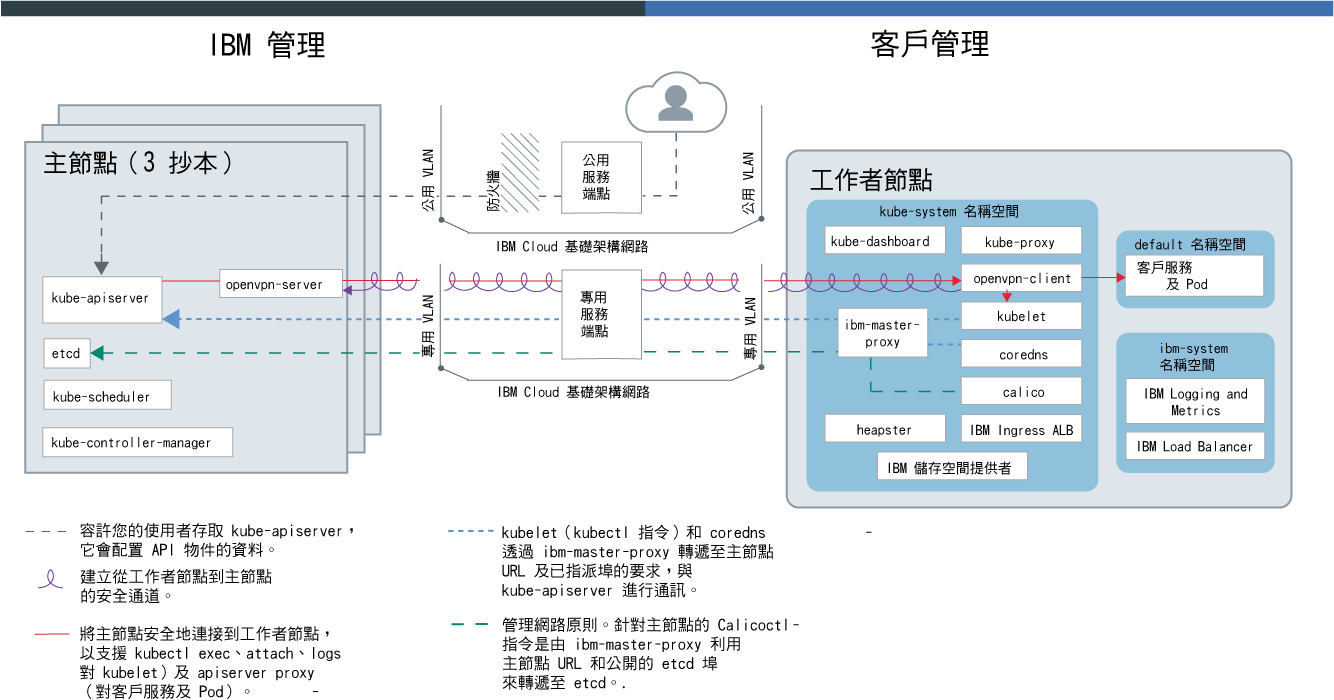 IBM 管理
客戶管理
主節點（3 抄本）
kube-apiserver
openvpn-server
etcd
kube-scheduler
kube-controller-manager
公用 VLAN
防火牆
公用
服務
端點
公用 VLAN
IBM Cloud 基礎架構網路
專用 VLAN
專用
服務
端點
專用 VLAN
IBM Cloud 基礎架構網路
工作者節點
kube-system 名稱空間
kube-dashboard
kube-proxy
openvpn-client
kubelet
ibm-master-
proxy
coredns
calico
heapster
IBM Ingress ALB
IBM 儲存空間提供者
default 名稱空間
客戶服務
及 Pod
ibm-system
名稱空間
IBM Logging and
Metrics
IBM Load Balancer
容許您的使用者存取 kube-apiserver，
它會配置 API 物件的資料。
建立從工作者節點到主節點
的安全通道。
將主節點安全地連接到工作者節點，
以支援 kubectl exec、attach、logs
對 kubelet）及 apiserver proxy
（對客戶服務及 Pod）。 -
kubelet（kubectl 指令）和 coredns -
透過 ibm-master-proxy 轉遞至主節點
URL 及已指派埠的要求，與
kube-apiserver 進行通訊。
管理網路原則。針對主節點的 Calicoctl-
指令是由 ibm-master-proxy 利用
主節點 URL 和公開的 etcd 埠
來轉遞至 etcd。.